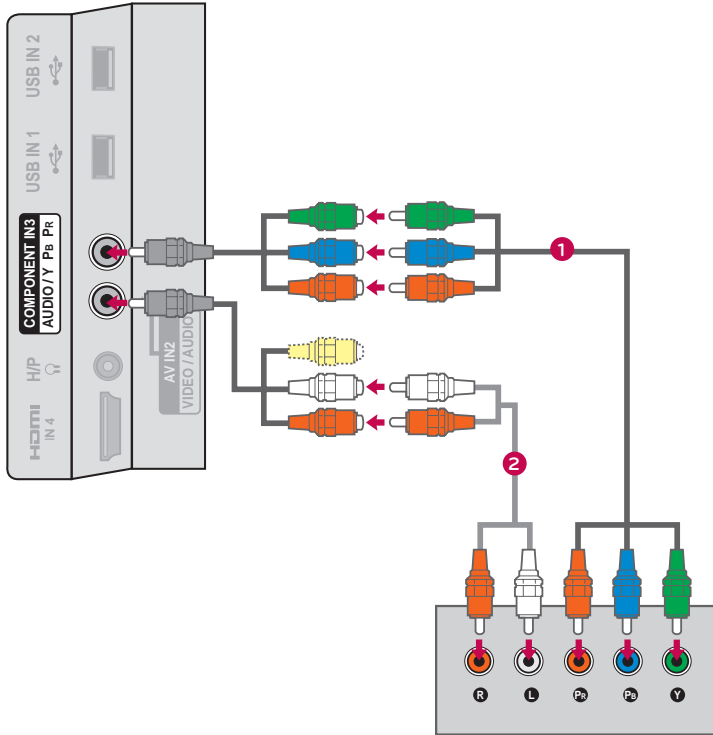 USB IN 2
USB IN 1
COMPONENT IN3
AUDIO / Y PB PR
H/P
HDMI
IN 4
AV IN2
VIDEO / AUDIO
1
2
R
L
PR
PB
Y